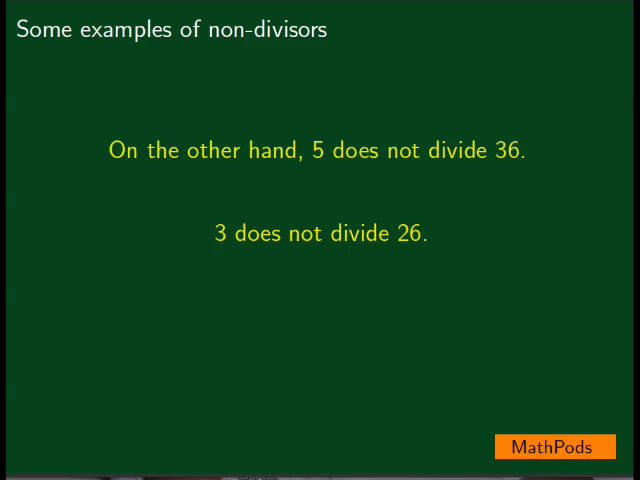 Some examples of non-divisors
On the other hand, 5 does not divide 36.
3 does not divide 26.
MathPods